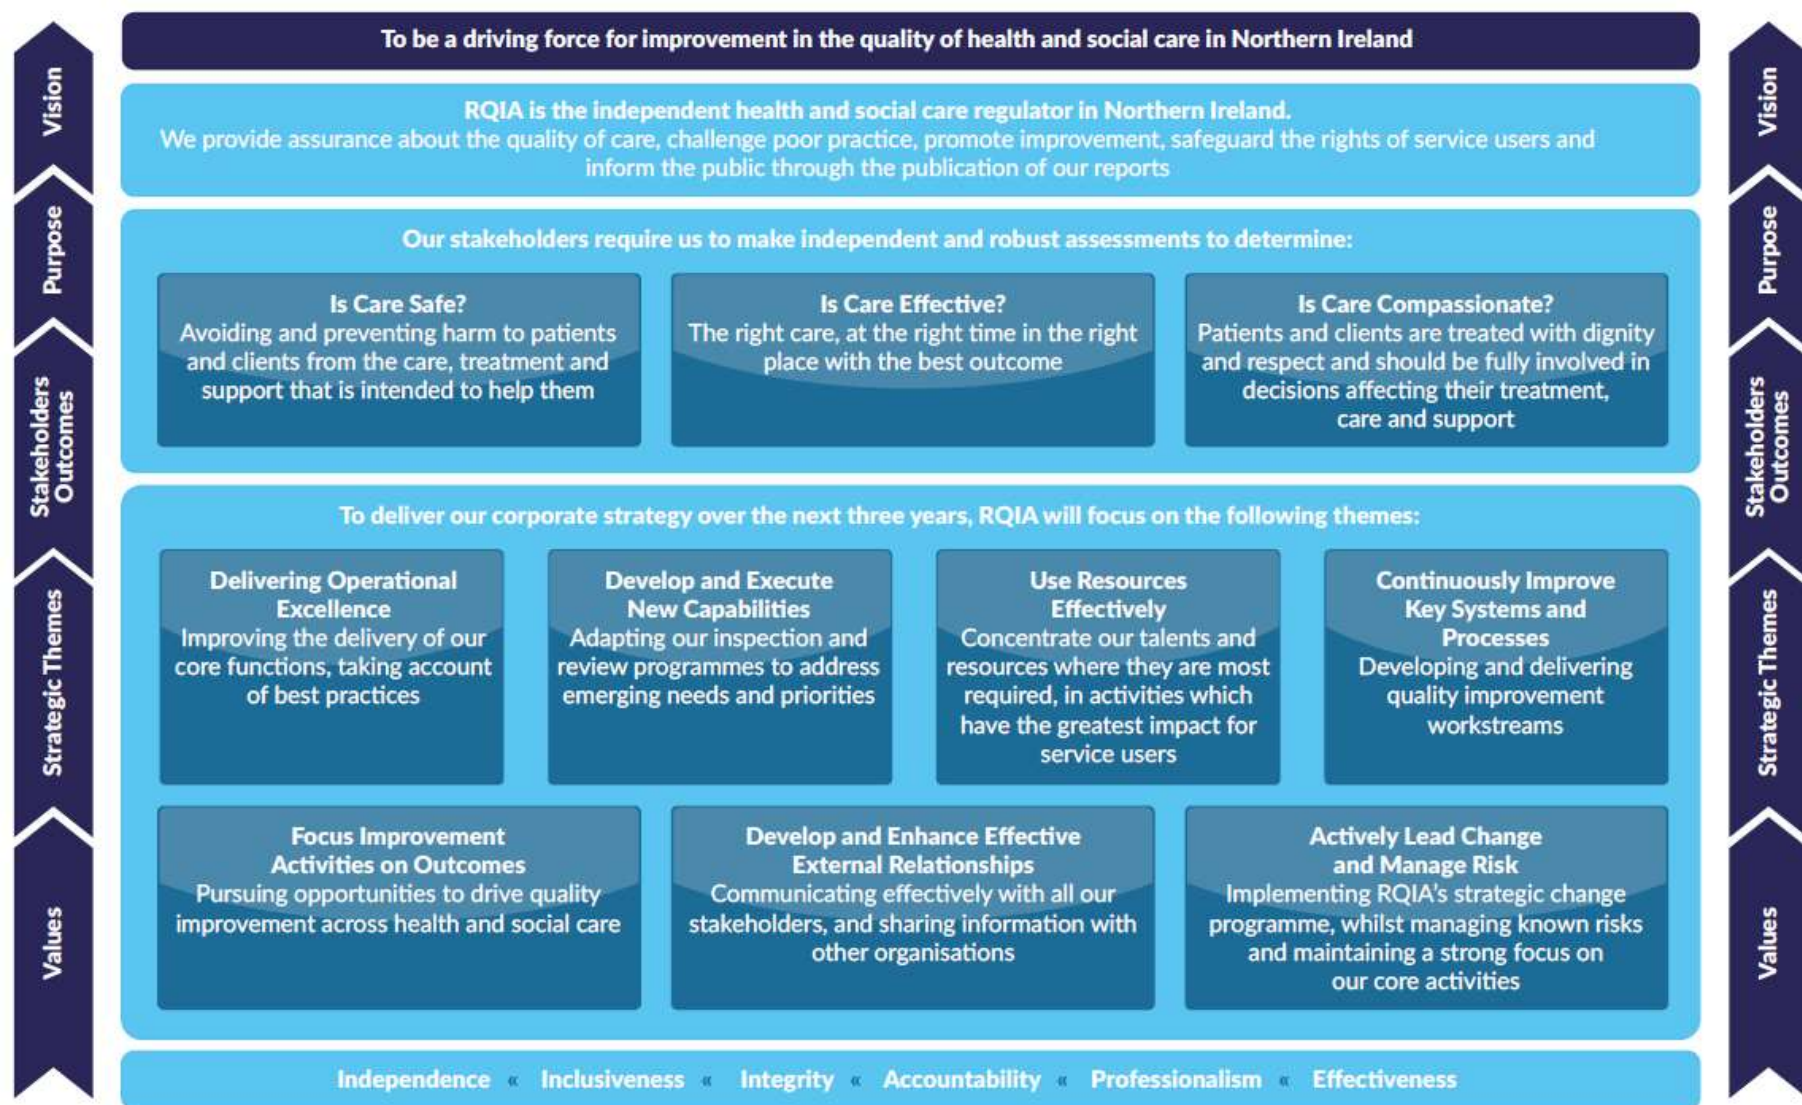 To be a driving force for improvement in the quality of health and social care in Northern Ireland
RQIA is the independent health and social care regulator in Northern Ireland.
We provide assurance about the quality of care, challenge poor practice, promote improvement, safeguard the rights of service users and
inform the public through the publication of our reports
Our stakeholders require us to make independent and robust assessments to determine:
Is Care Safe?
Avoiding and preventing harm to patients
and clients from the care, treatment and
support that is intended to help them
Is Care Effective?
The right care, at the right time in the right
place with the best outcome
Is Care Compassionate?
Patients and clients are treated with dignity
and respect and should be fully involved in
decisions affecting their treatment,
care and support
To deliver our corporate strategy over the next three years, RQIA will focus on the following themes:
Delivering Operational
Excellence
Improving the delivery of our
core functions, taking account
of best practices
Develop and Execute
New Capabilities
Adapting our inspection and
review programmes to address
emerging needs and priorities
Use Resources
Effectively
Concentrate our talents and
resources where they are most
required, in activities which
have the greatest impact for
service users
Continuously Improve
Key Systems and
Processes
Developing and delivering
quality improvement
workstreams
Focus Improvement
Activities on Outcomes
Pursuing opportunities to drive quality
improvement across health and social care
Develop and Enhance Effective
External Relationships
Communicating effectively with all our
stakeholders, and sharing information with
other organisations
Actively Lead Change
and Manage Risk
Implementing RQIA's strategic change
programme, whilst managing known risks
and maintaining a strong focus on
our core activities
Independence « Inclusiveness « Integrity « Accountability « Professionalism « Effectiveness
Vision
Purpose
Stakeholders
Outcomes
Strategic Themes
Values
Vision
Purpose
Stakeholders
Outcomes
Strategic Themes
Values